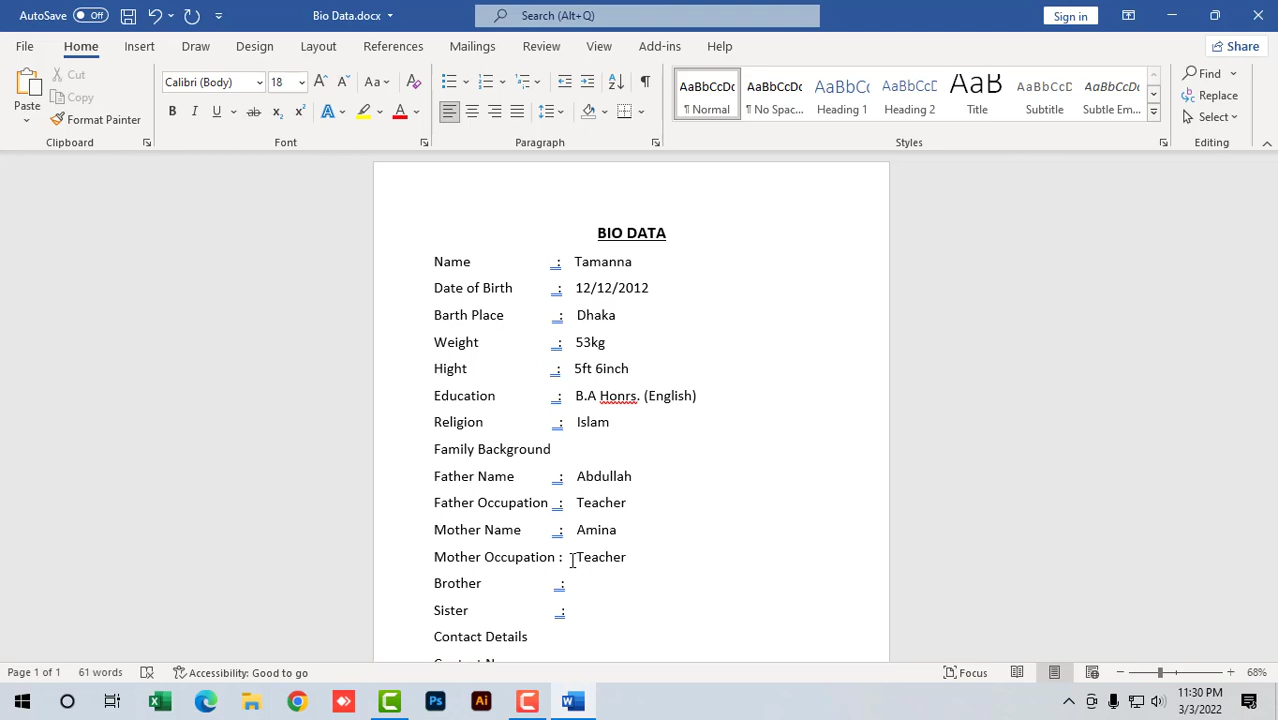 AutoSave Off Bio Data.docx Search (Alt+Q) Sign in
File Home Insert Draw Design Layout References Mailings Review View Add-ins Help Share
Paste Cut Copy Format Painter
Calibri (Body) 18
AaBbCcD AaBbCcD AaBbCc AaBbCcD AaB AaBbCcD AaBbCcDc
¶ Normal ¶ No Spac... Heading 1 Heading 2 Title Subtitle Subtle Em...
Find Replace Select
Clipboard Font Paragraph Styles Editing
BIO DATA
Name : Tamanna
Date of Birth : 12/12/2012
Barth Place : Dhaka
Weight : 53kg
Hight : 5ft 6inch
Education : B.A Honrs. (English)
Religion : Islam
Family Background
Father Name : Abdullah
Father Occupation : Teacher
Mother Name : Amina
Mother Occupation : Teacher
Brother :
Sister :
Contact Details
Page 1 of 1 61 words Accessibility: Good to go Focus 68%
11:30 PM
3/3/2022